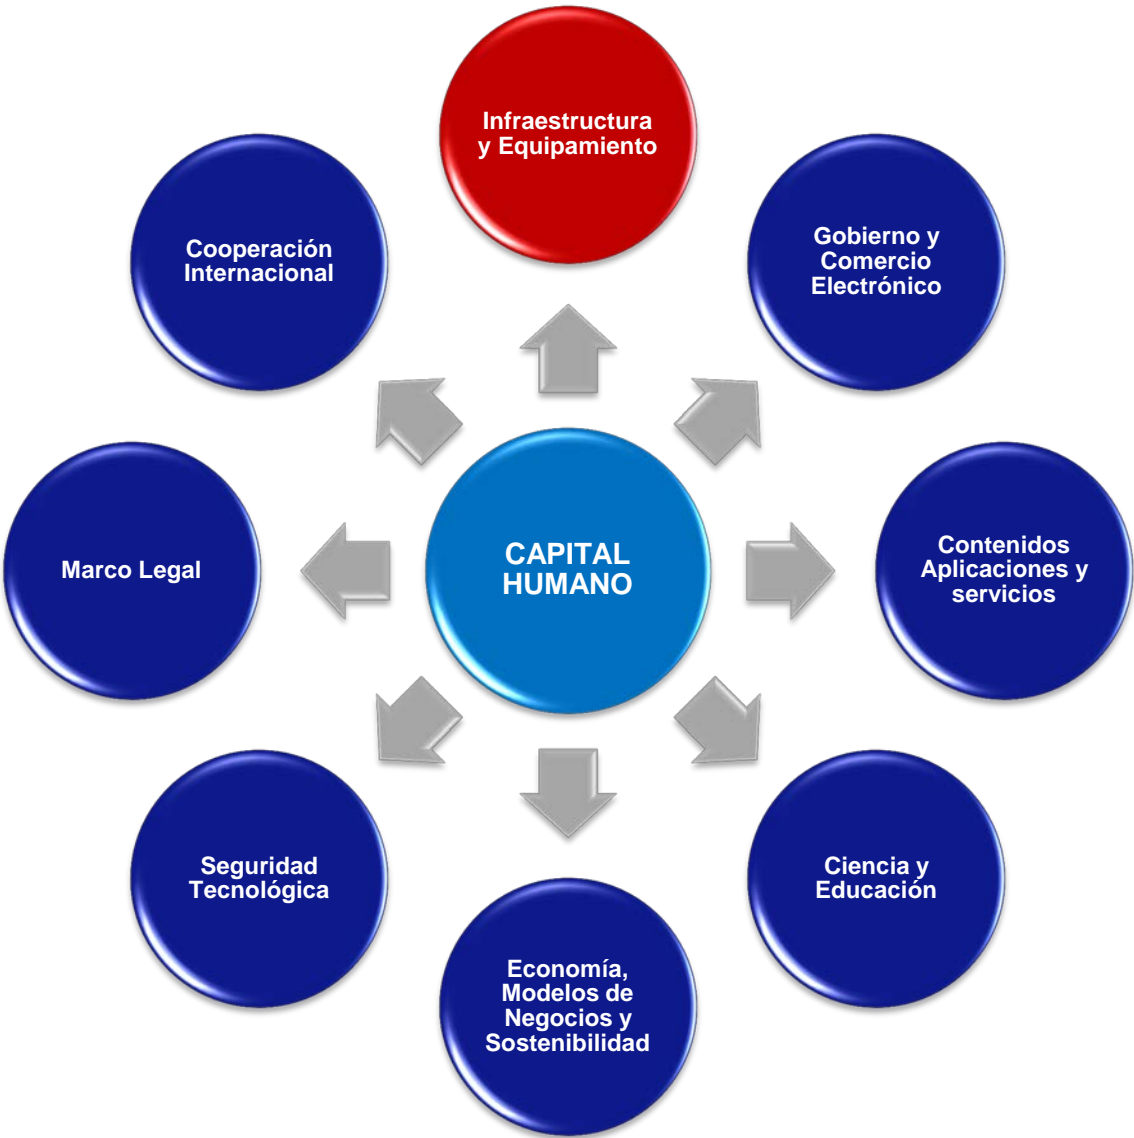 Infraestructura
y Equipamiento
Gobierno y
Comercio
Electrónico
Contenidos
Aplicaciones y
servicios
Ciencia y
Educación
Economía,
Modelos de
Negocios y
Sostenibilidad
Seguridad
Tecnológica
Marco Legal
Cooperación
Internacional
CAPITAL
HUMANO